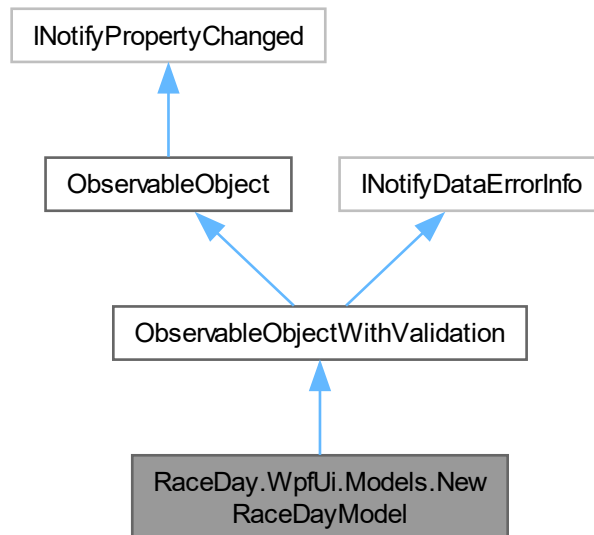 INotifyPropertyChanged
ObservableObject
INotifyDataErrorInfo
ObservableObjectWithValidation
RaceDay.WpfUi.Models.New
RaceDayModel